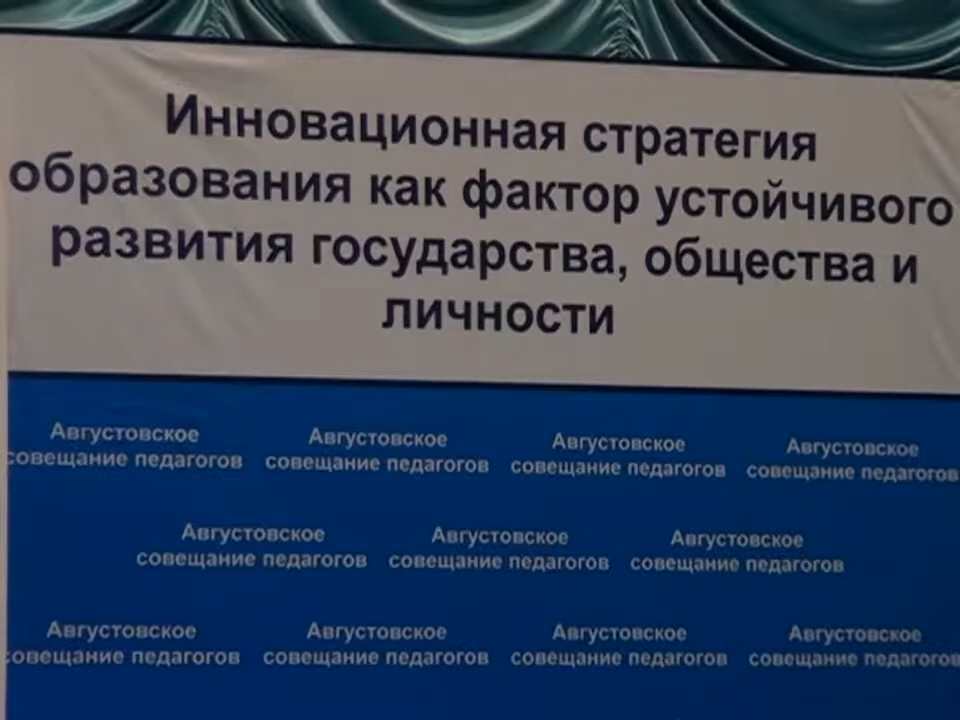 Инновационная стратегия
образования как фактор устойчивого
развития государства, общества и
личности
Августовское Августовское Августовское Августовское
совещание педагогов совещание педагогов совещание педагогов совещание педагогов
Августовское Августовское Августовское
совещание педагогов совещание педагогов совещание педагогов
Августовское Августовское Августовское Августовское
совещание педагогов совещание педагогов совещание педагогов совещание педагогов